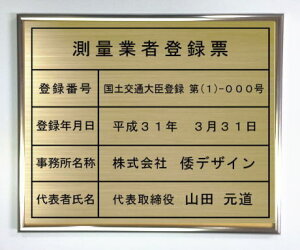 測量業者登録票
登録番号 国土交通大臣登録 第(1)-000号
登録年月日 平成31年 3月31日
事務所名称 株式会社 倭デザイン
代表者氏名 代表取締役 山田 元道